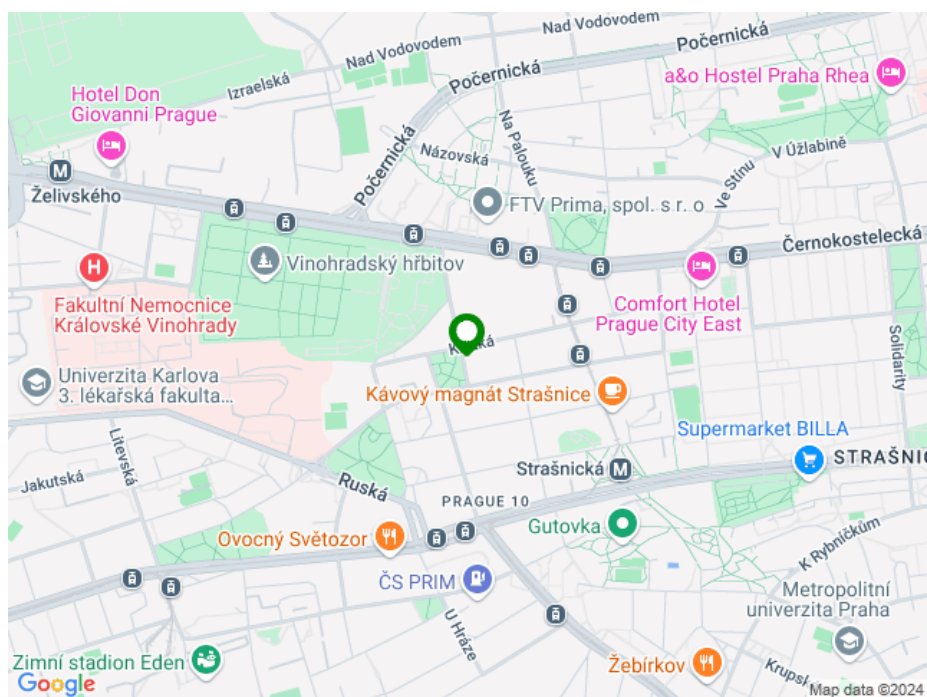 Nad Vodovodem
Počernická
Počernická
a&o Hostel Praha Rhea
Izraelská
Hotel Don
Giovanni Prague
Na Palouku
V Úžlabině
Názovská
Počernická
Ve Stínu
Želivského
FTV Prima, spol. s r. o
Černokostelecká
Vinohradský hřbitov
Fakultní Nemocnice
Královské Vinohrady
Comfort Hotel
Prague City East
Solidarity
Univerzita Karlova
3. lékařská fakulta...
Kávový magnát Strašnice
Litevská
Supermarket BILLA
Jakutská
Ruská
Strašnická
STRAŠNIC
PRAGUE 10
Ovocný Světozor
Gutovka
K Rybníčkům
ČS PRIM
U Hráze
Metropolitní
univerzita Praha
Zimní stadion Eden
Žebírkov
Krupsk
Google
Map data ©2024